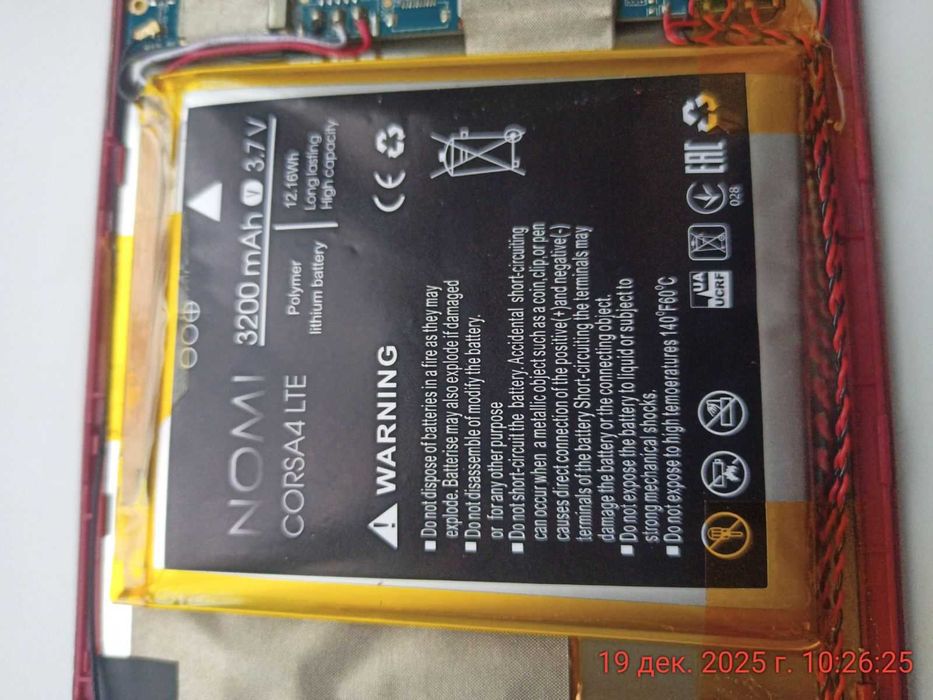 NOMI
CORSA4 LTE
3200 mAh V 3.7 V
Polymer
lithium battery
12.16Wh
Long lasting
High capacity
CE
WARNING
Do not dispose of batteries in a fire as they may
explode. Batterise may also explode if damaged
Do not disassemble of modify the battery.
or for any other purpose
Do not short-circuit the battery. Accidental short-circuiting
can occur when a metallic object such as a coin, clip, or pen
causes direct connection of the positive(+)and negative(-)
terminals of the battery Short-circuiting the terminals may
damage the battery or the connecting object.
Do not expose the battery to liquid or subject to
strong mechanical shocks.
Do not expose to high temoeratures 140°F60°C
UA
UCRF
028
EAC
19 дек. 2025 г. 10:26:25